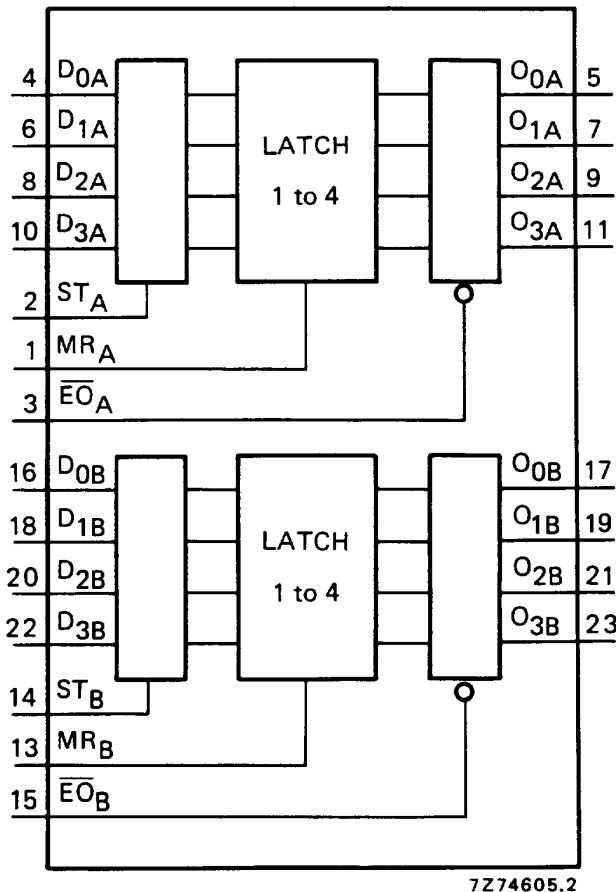 4 D0A O0A 5
6 D1A LATCH O1A 7
8 D2A 1 to 4 O2A 9
10 D3A O3A 11
2 STA
1 MRA
3 E̅O̅A
16 D0B O0B 17
18 D1B LATCH O1B 19
20 D2B 1 to 4 O2B 21
22 D3B O3B 23
14 STB
13 MRB
15 E̅O̅B
7Z74605.2